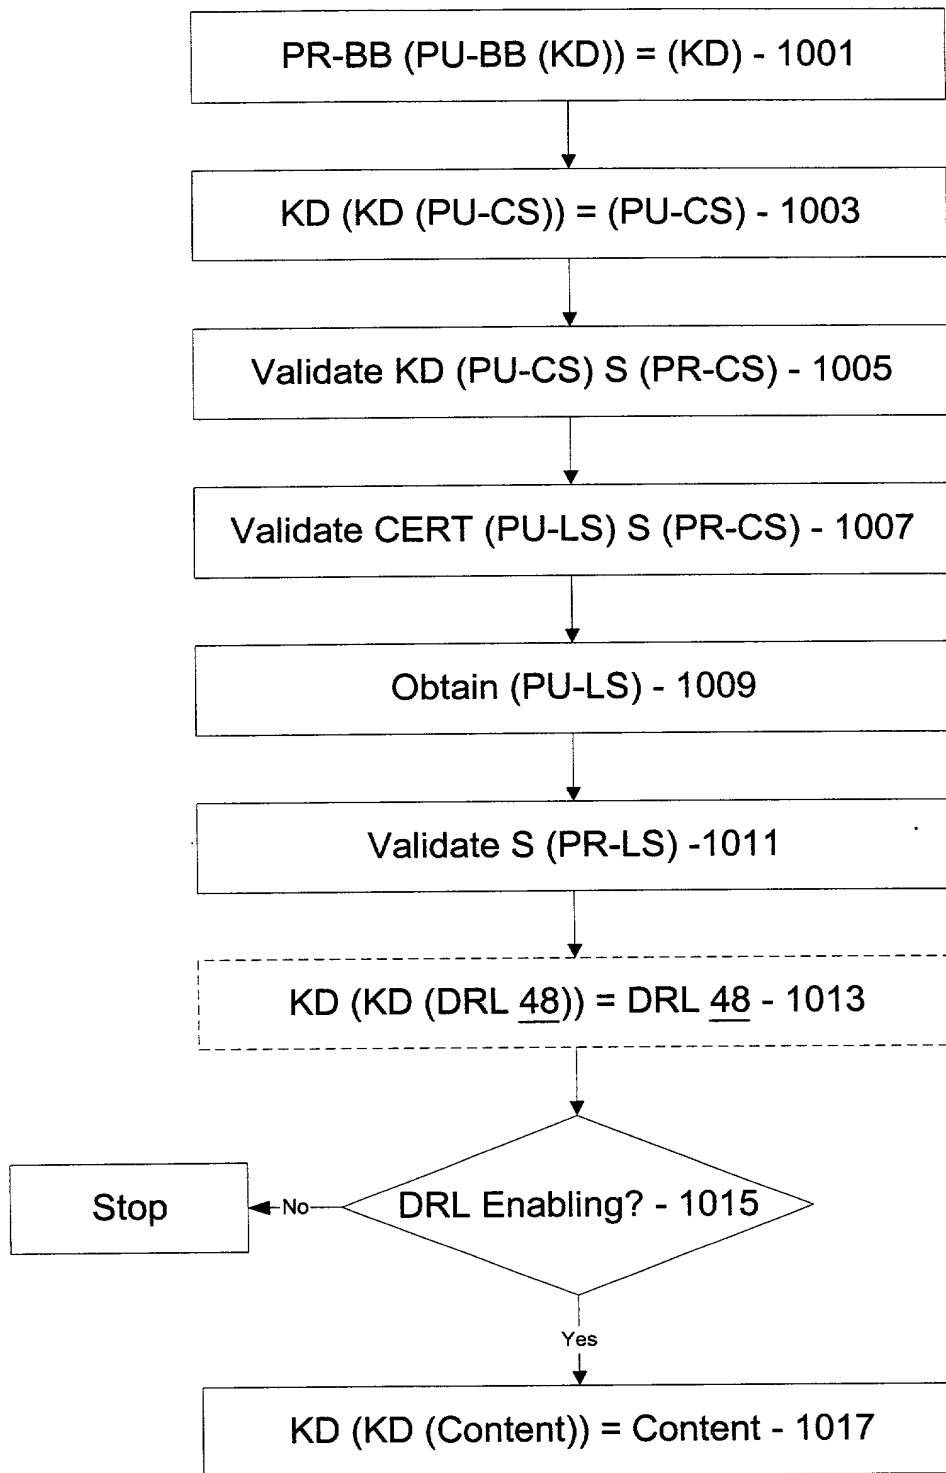 PR-BB (PU-BB (KD)) = (KD) - 1001
KD (KD (PU-CS)) = (PU-CS) - 1003
Validate KD (PU-CS) S (PR-CS) - 1005
Validate CERT (PU-LS) S (PR-CS) - 1007
Obtain (PU-LS) - 1009
Validate S (PR-LS) -1011
KD (KD (DRL 48)) = DRL 48 - 1013
DRL Enabling? - 1015
No
Stop
Yes
KD (KD (Content)) = Content - 1017